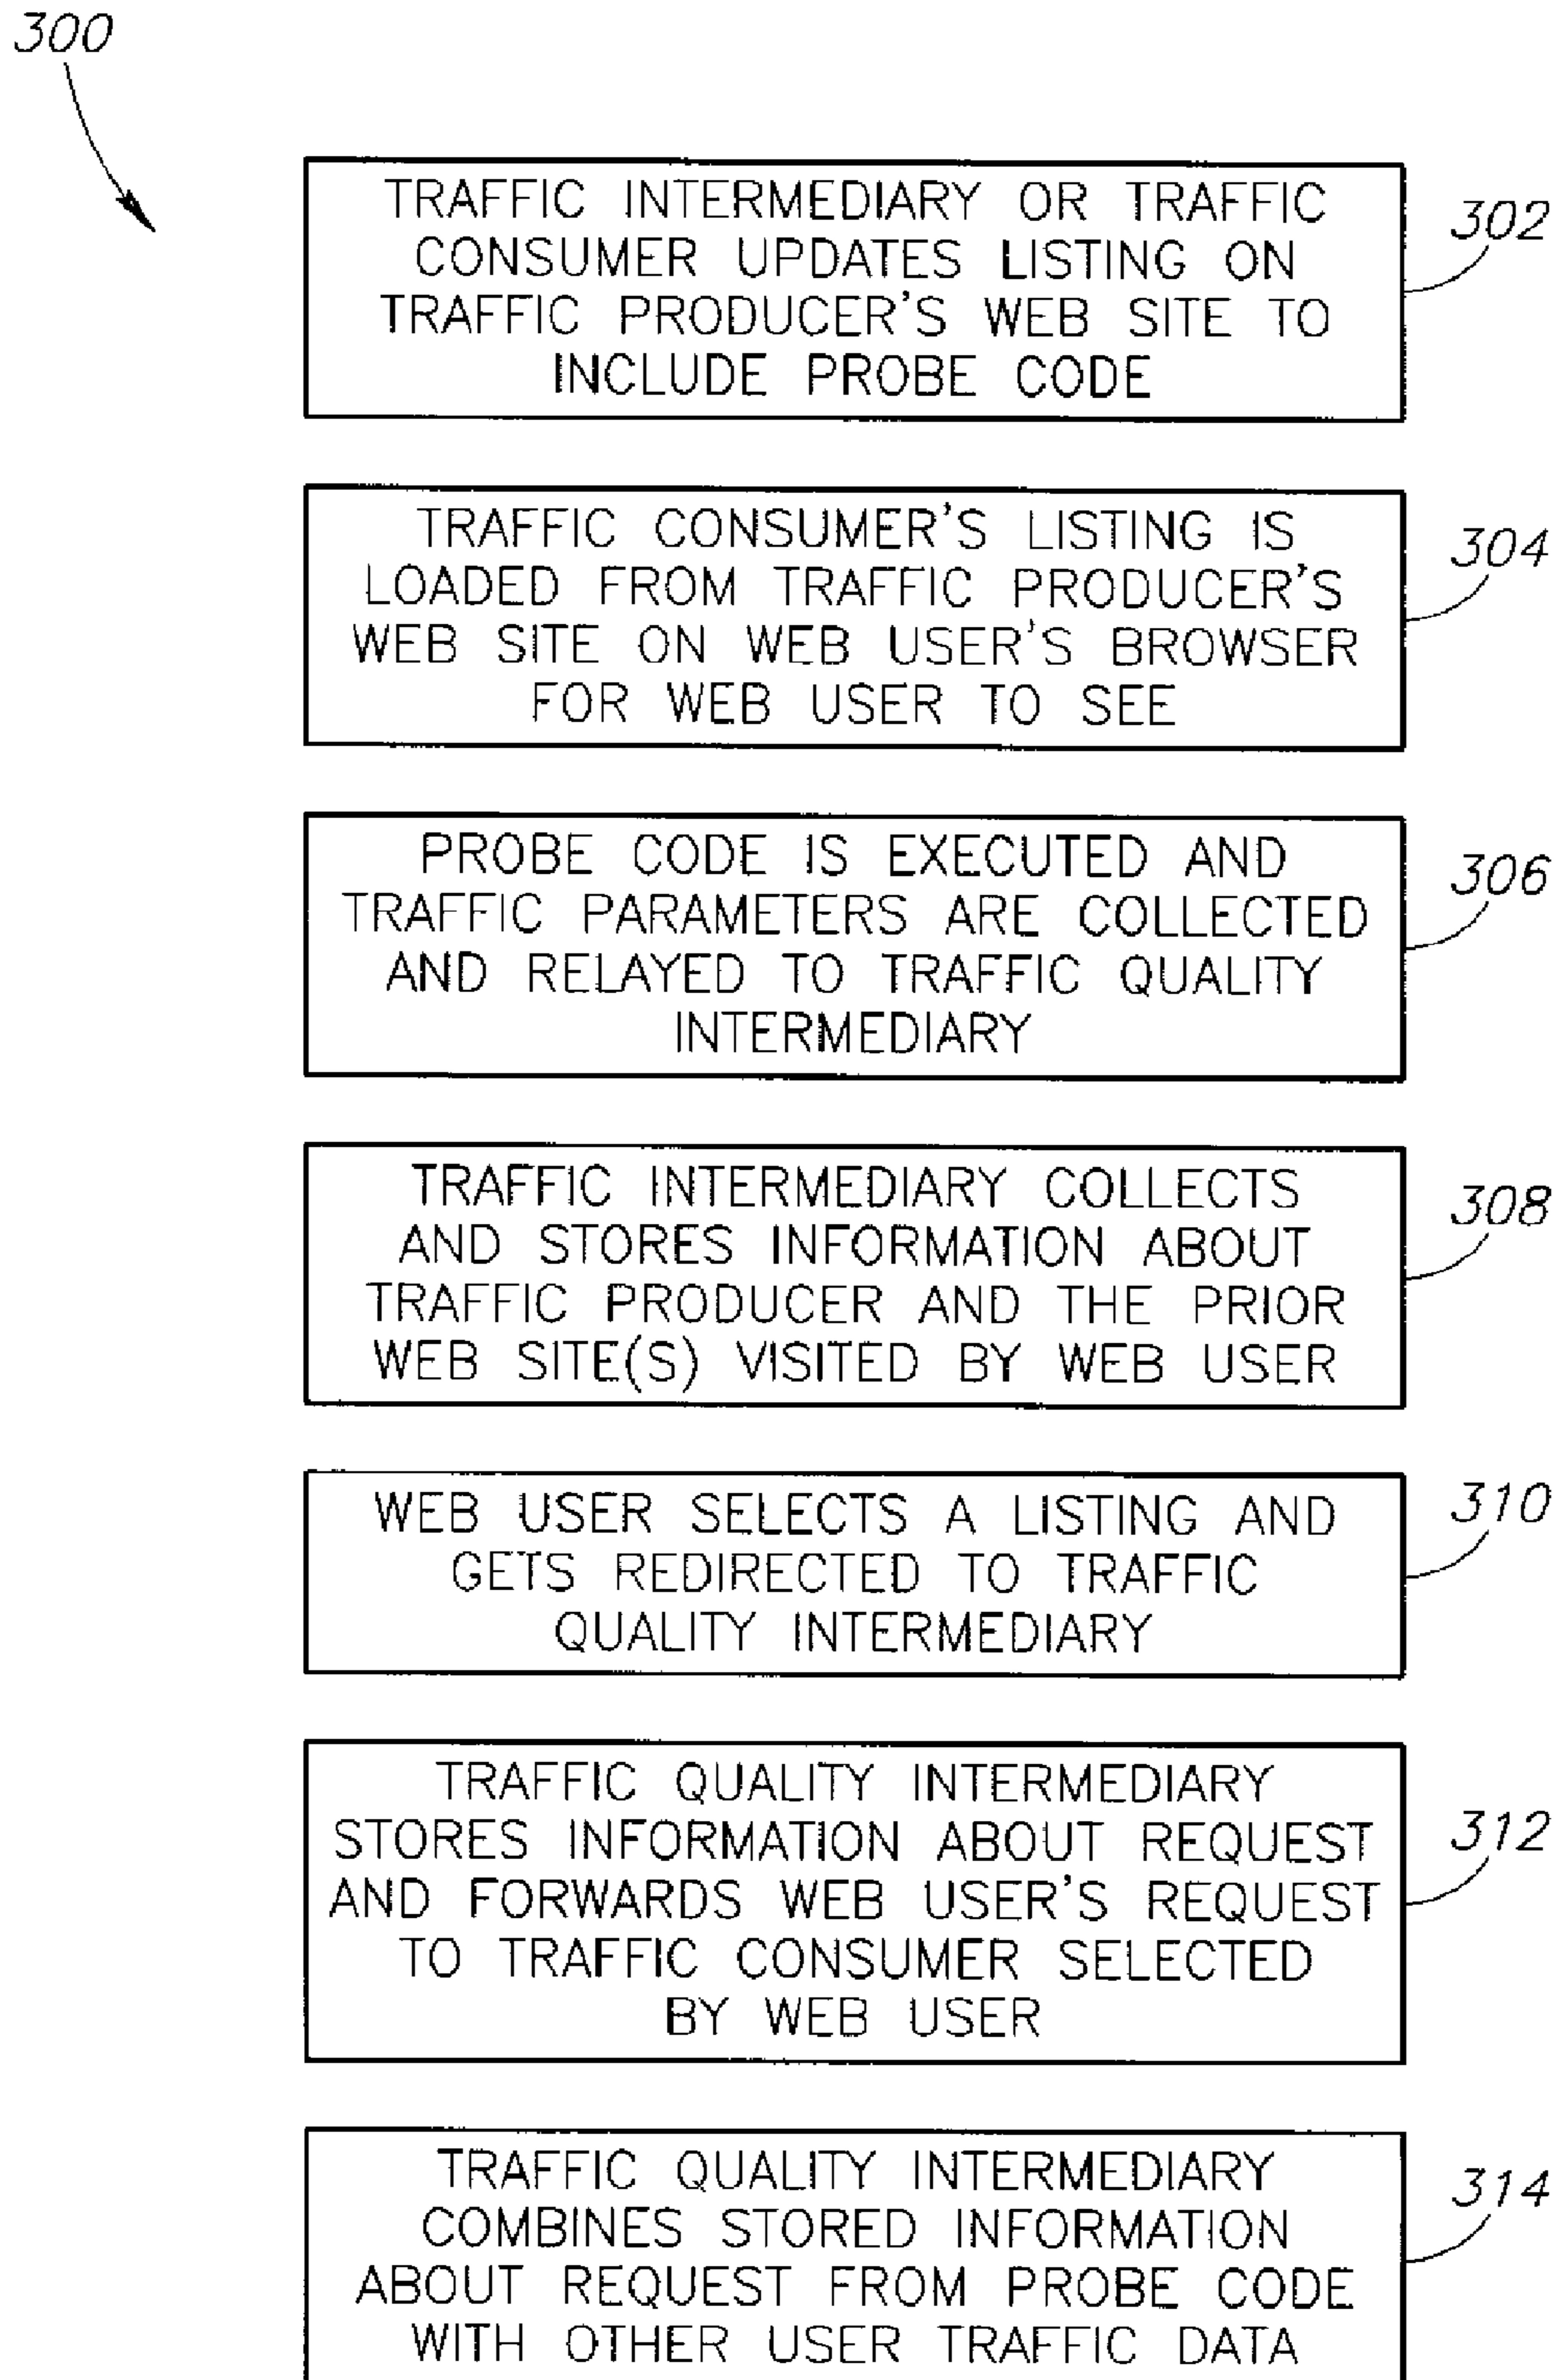 300
TRAFFIC INTERMEDIARY OR TRAFFIC
CONSUMER UPDATES LISTING ON
TRAFFIC PRODUCER'S WEB SITE TO
INCLUDE PROBE CODE
302
TRAFFIC CONSUMER'S LISTING IS
LOADED FROM TRAFFIC PRODUCER'S
WEB SITE ON WEB USER'S BROWSER
FOR WEB USER TO SEE
304
PROBE CODE IS EXECUTED AND
TRAFFIC PARAMETERS ARE COLLECTED
AND RELAYED TO TRAFFIC QUALITY
INTERMEDIARY
306
TRAFFIC INTERMEDIARY COLLECTS
AND STORES INFORMATION ABOUT
TRAFFIC PRODUCER AND THE PRIOR
WEB SITE(S) VISITED BY WEB USER
308
WEB USER SELECTS A LISTING AND
GETS REDIRECTED TO TRAFFIC
QUALITY INTERMEDIARY
310
TRAFFIC QUALITY INTERMEDIARY
STORES INFORMATION ABOUT REQUEST
AND FORWARDS WEB USER'S REQUEST
TO TRAFFIC CONSUMER SELECTED
BY WEB USER
312
TRAFFIC QUALITY INTERMEDIARY
COMBINES STORED INFORMATION
ABOUT REQUEST FROM PROBE CODE
WITH OTHER USER TRAFFIC DATA
314